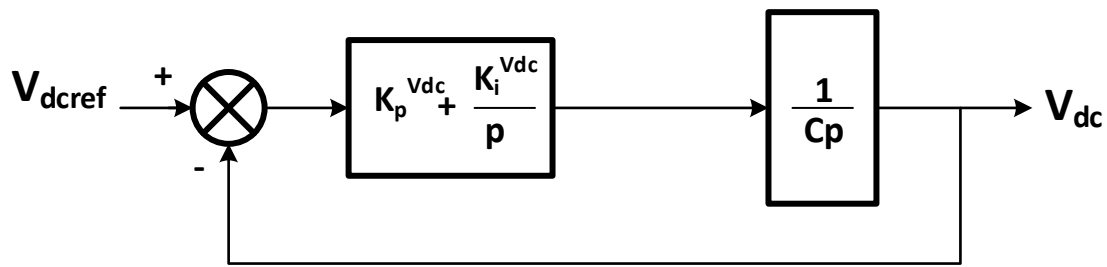 V_dcref
+
-
K_p^Vdc + K_i^Vdc / p
1 / Cp
V_dc